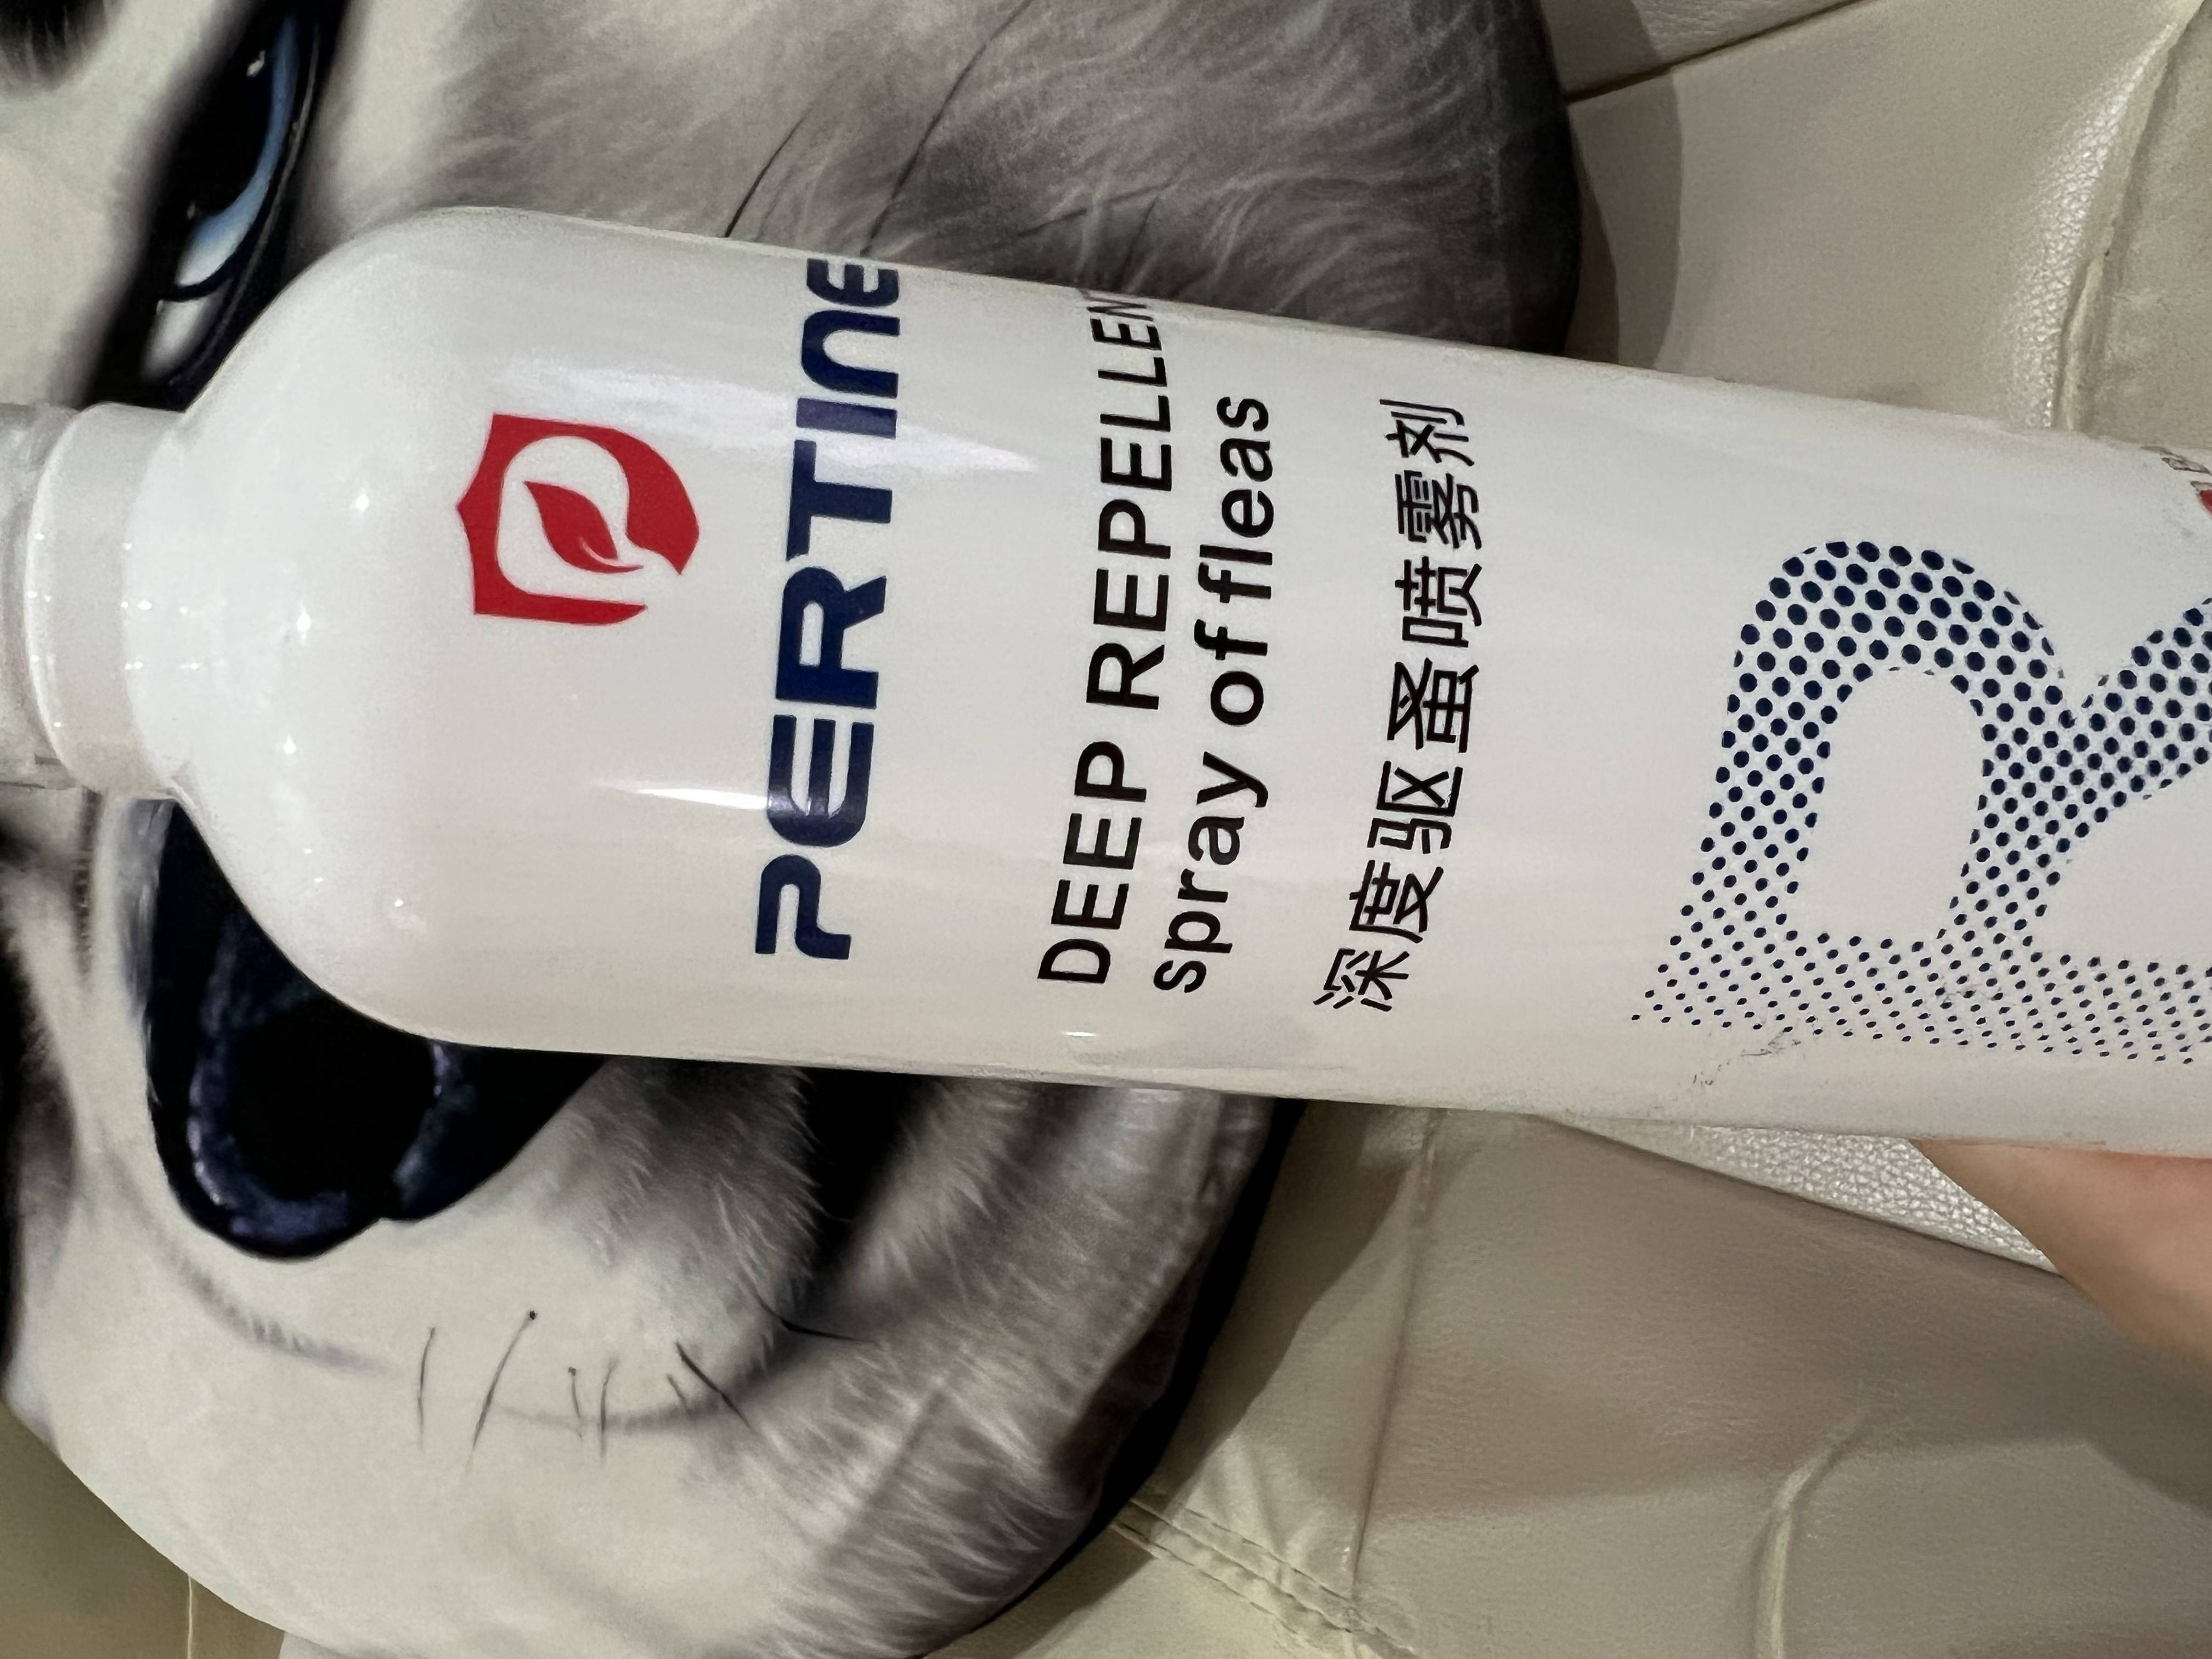 PERTINE
DEEP REPELLEN
spray of fleas
深度驱蚤喷雾剂